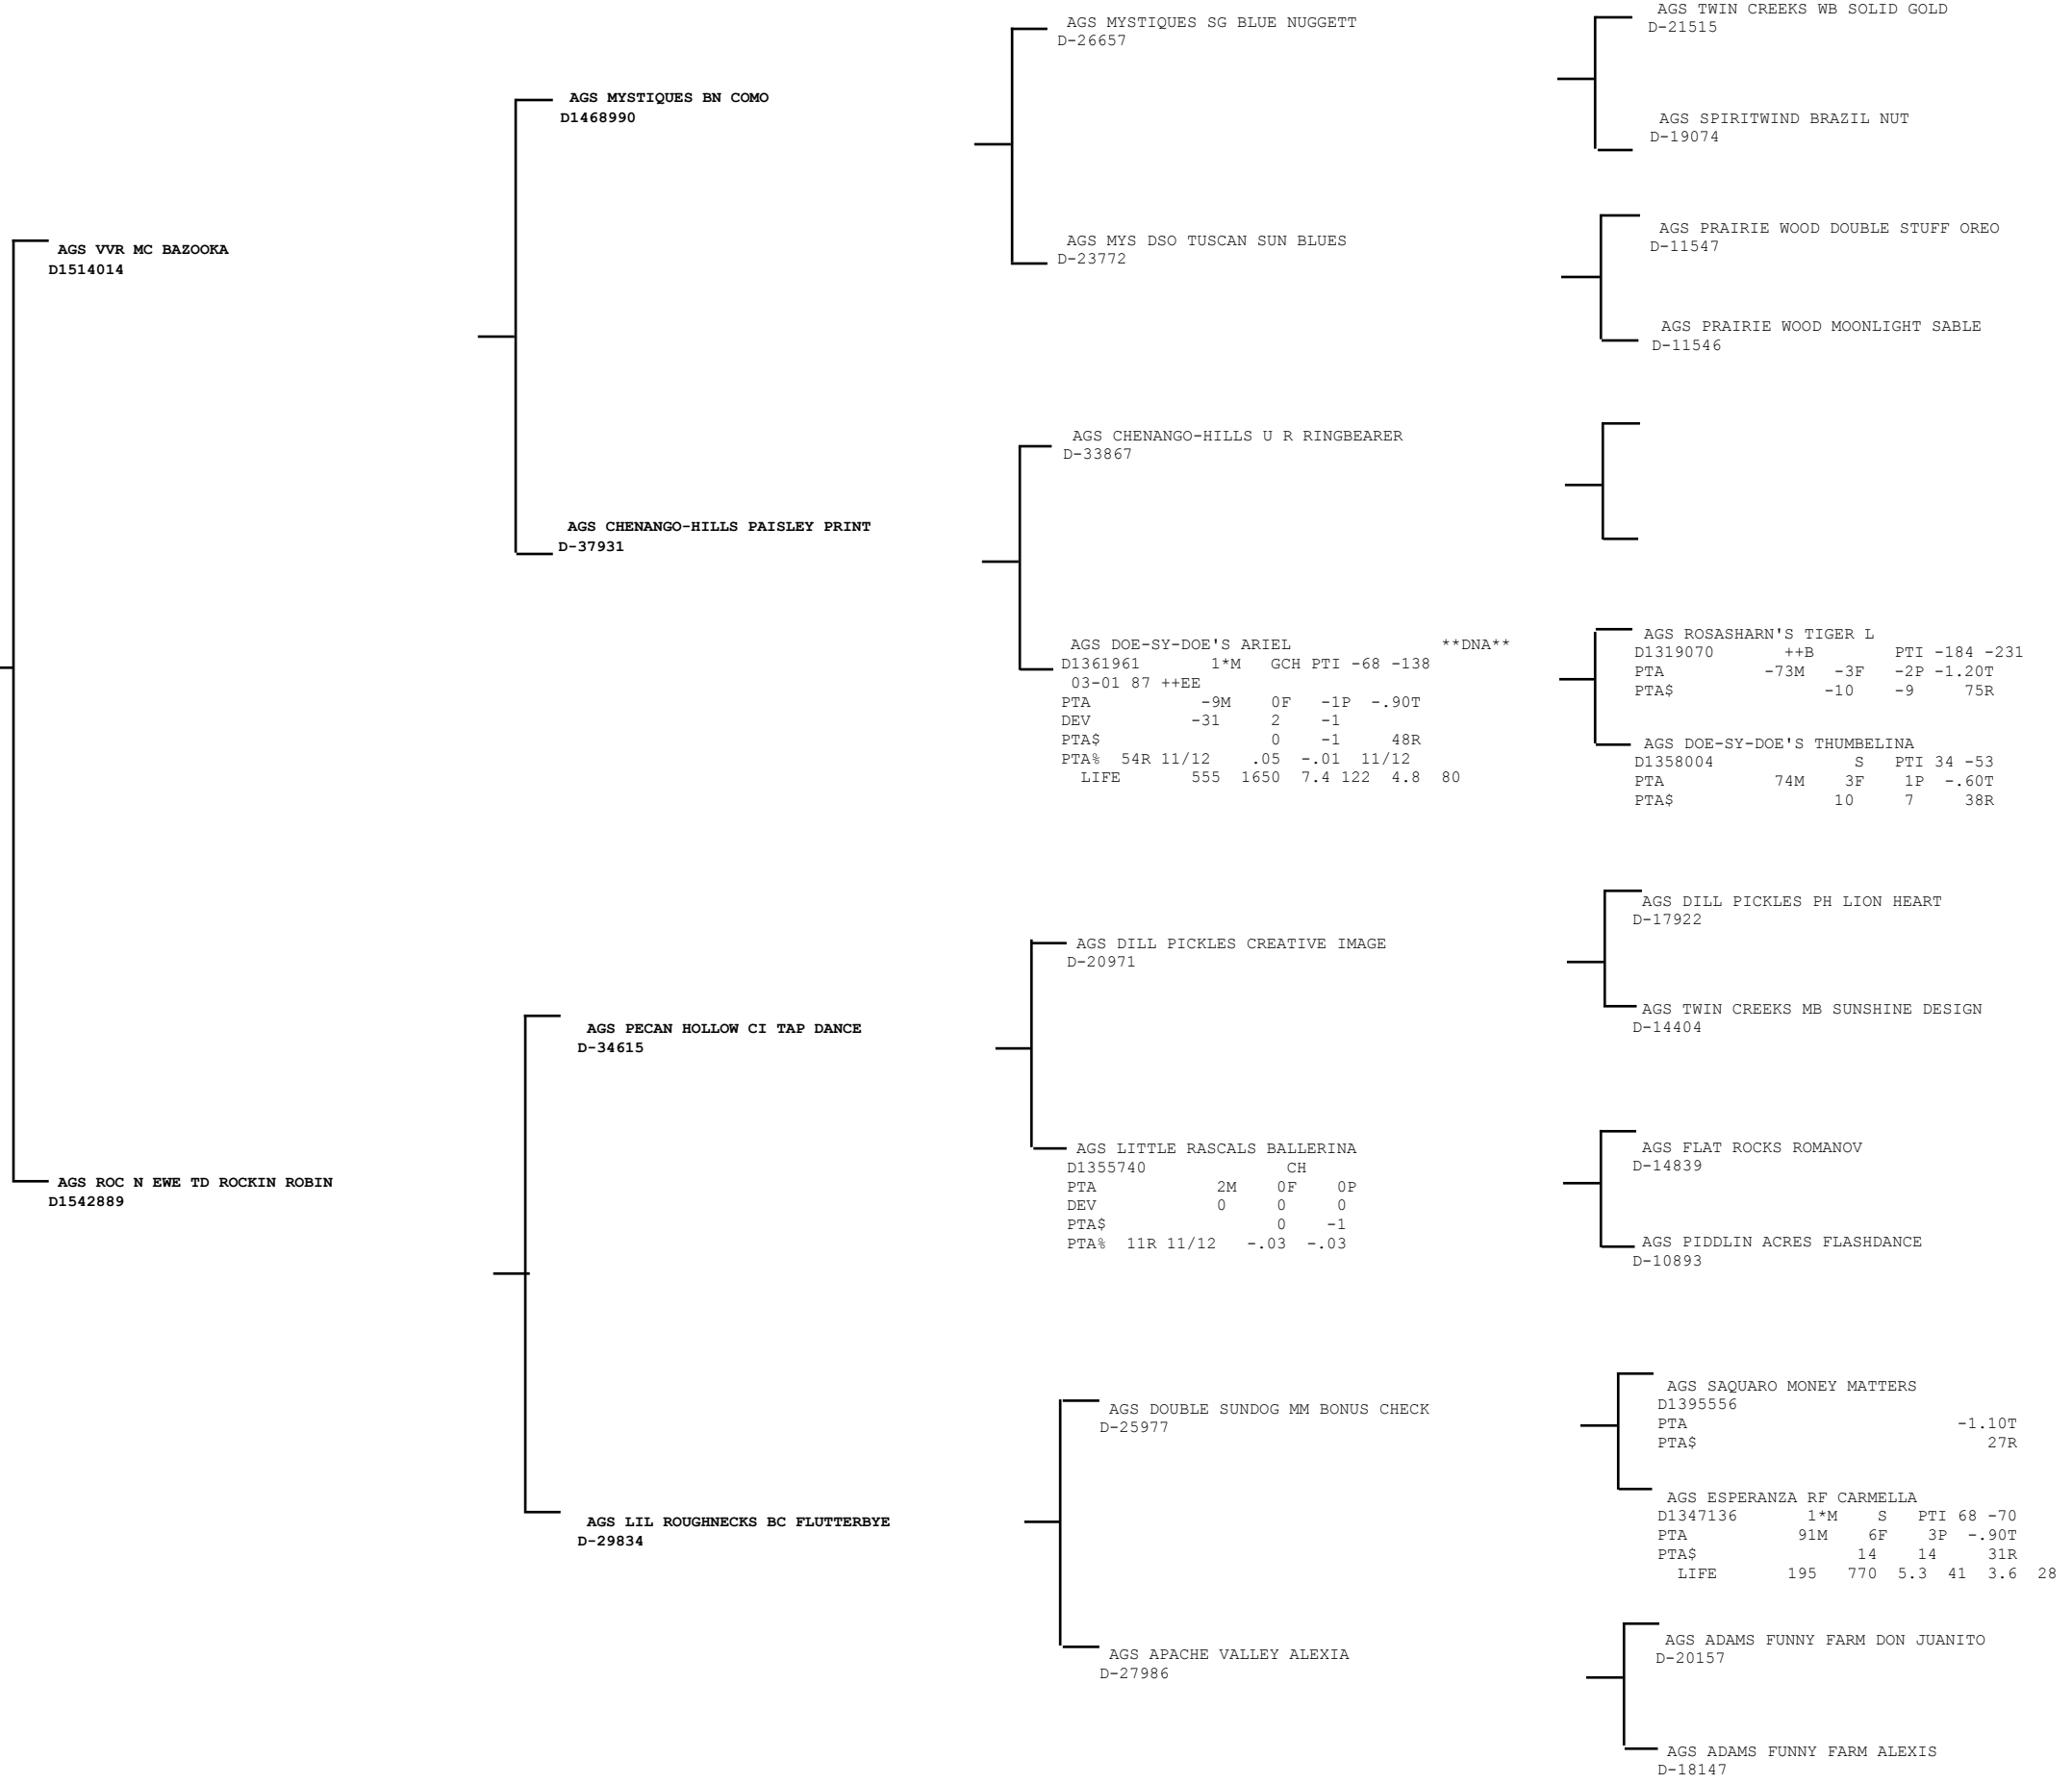 AGS VVR MC BAZOOKA
D1514014
AGS ROC N EWE TD ROCKIN ROBIN
D1542889
AGS MYSTIQUES BN COMO
D1468990
AGS CHENANGO-HILLS PAISLEY PRINT
D-37931
AGS PECAN HOLLOW CI TAP DANCE
D-34615
AGS LIL ROUGHNECKS BC FLUTTERBYE
D-29834
AGS MYSTIQUES SG BLUE NUGGETT
D-26657
AGS MYS DSO TUSCAN SUN BLUES
D-23772
AGS CHENANGO-HILLS U R RINGBEARER
D-33867
AGS DOE-SY-DOE'S ARIEL **DNA**
D1361961 1*M GCH PTI -68 -138
03-01 87 ++EE
PTA -9M 0F -1P -.90T
DEV -31 2 -1
PTA$ 0 -1 48R
PTA% 54R 11/12 .05 -.01 11/12
LIFE 555 1650 7.4 122 4.8 80
AGS DILL PICKLES CREATIVE IMAGE
D-20971
AGS LITTLE RASCALS BALLERINA
D1355740 CH
PTA 2M 0F 0P
DEV 0 0 0
PTA$ 0 -1
PTA% 11R 11/12 -.03 -.03
AGS DOUBLE SUNDOG MM BONUS CHECK
D-25977
AGS APACHE VALLEY ALEXIA
D-27986
AGS TWIN CREEKS WB SOLID GOLD
D-21515
AGS SPIRITWIND BRAZIL NUT
D-19074
AGS PRAIRIE WOOD DOUBLE STUFF OREO
D-11547
AGS PRAIRIE WOOD MOONLIGHT SABLE
D-11546
AGS ROSASHARN'S TIGER L
D1319070 ++B PTI -184 -231
PTA -73M -3F -2P -1.20T
PTA$ -10 -9 75R
AGS DOE-SY-DOE'S THUMBELINA
D1358004 S PTI 34 -53
PTA 74M 3F 1P -.60T
PTA$ 10 7 38R
AGS DILL PICKLES PH LION HEART
D-17922
AGS TWIN CREEKS MB SUNSHINE DESIGN
D-14404
AGS FLAT ROCKS ROMANOV
D-14839
AGS PIDDLIN ACRES FLASHDANCE
D-10893
AGS SAQUARO MONEY MATTERS
D1395556
PTA -1.10T
PTA$ 27R
AGS ESPERANZA RF CARMELLA
D1347136 1*M S PTI 68 -70
PTA 91M 6F 3P -.90T
PTA$ 14 14 31R
LIFE 195 770 5.3 41 3.6 28
AGS ADAMS FUNNY FARM DON JUANITO
D-20157
AGS ADAMS FUNNY FARM ALEXIS
D-18147